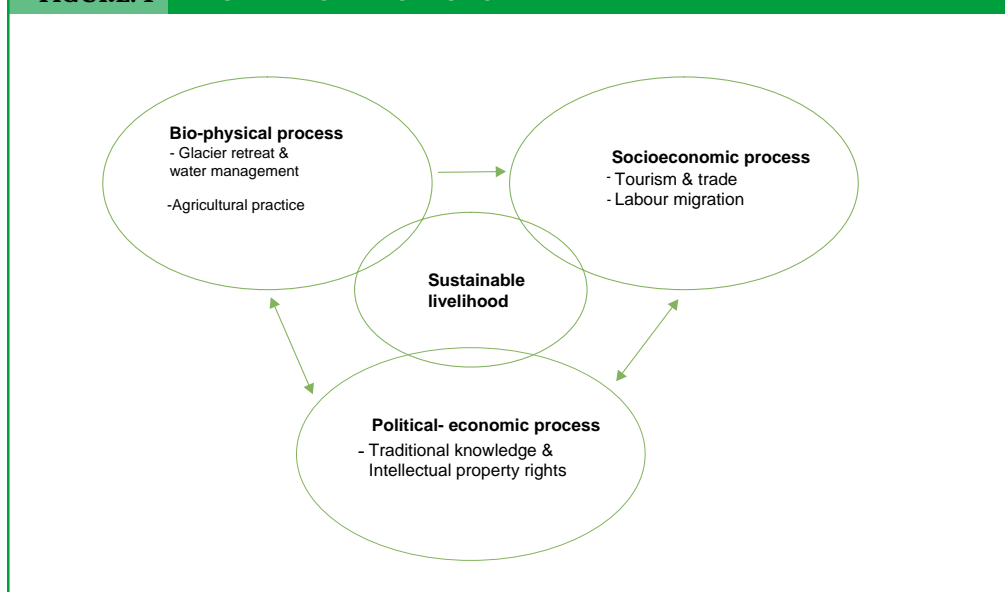 Bio-physical process
- Glacier retreat &
water management
-Agricultural practice
Socioeconomic process
- Tourism & trade
- Labour migration
Sustainable
livelihood
Political- economic process
- Traditional knowledge &
Intellectual property rights